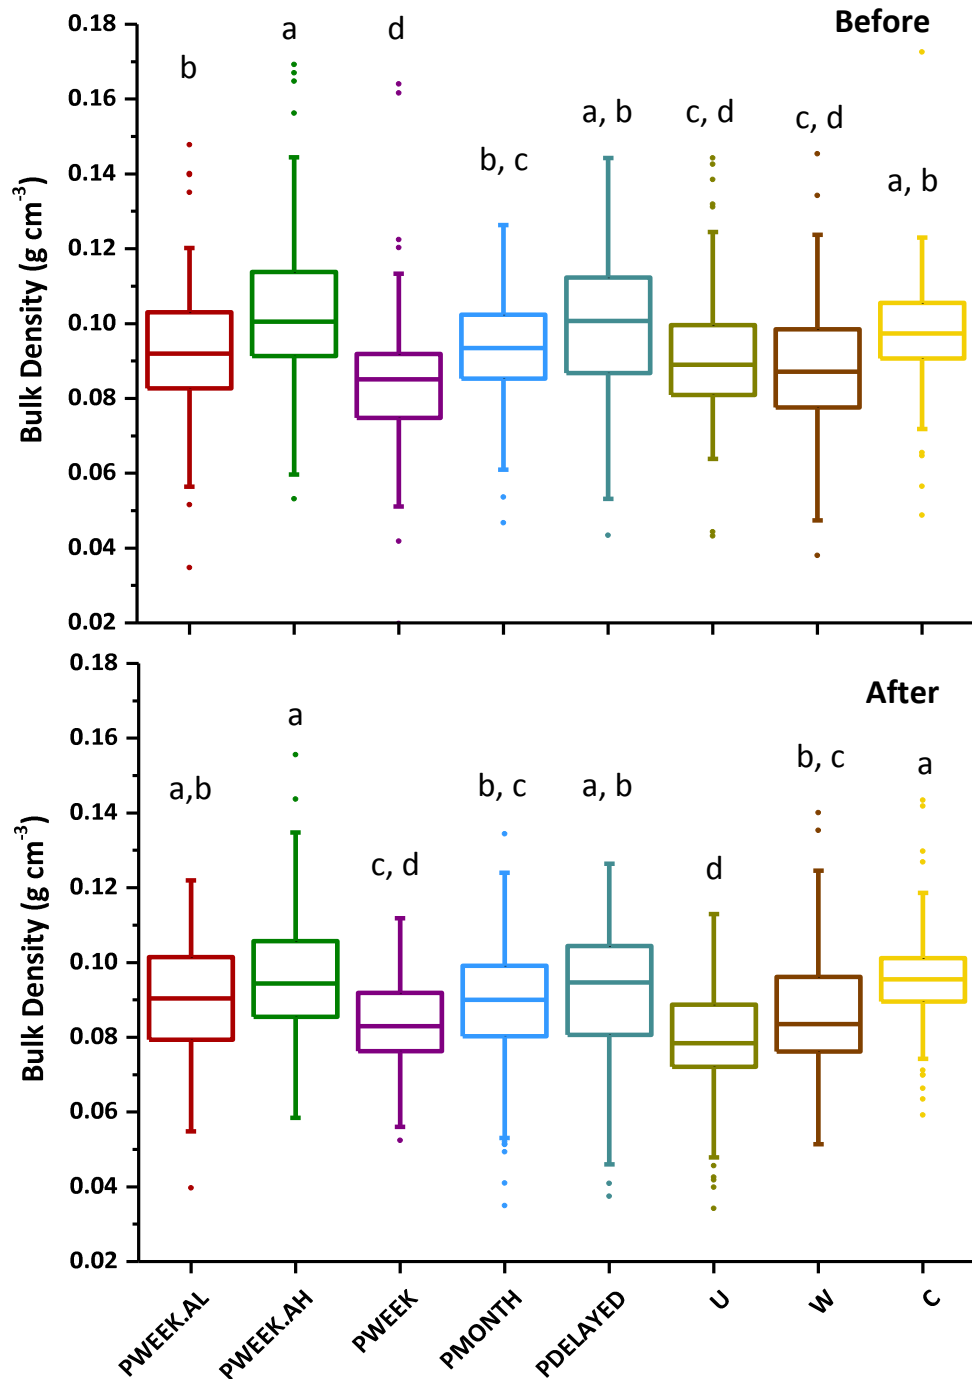 Before
Bulk Density (g cm⁻³)
0.18
0.16
0.14
0.12
0.10
0.08
0.06
0.04
0.02
b
a
d
b, c
a, b
c, d
c, d
a, b
After
Bulk Density (g cm⁻³)
0.18
0.16
0.14
0.12
0.10
0.08
0.06
0.04
0.02
a,b
a
c, d
b, c
a, b
d
b, c
a
PWEEK.AL
PWEEK.AH
PWEEK
PMONTH
PDELAYED
U
W
C